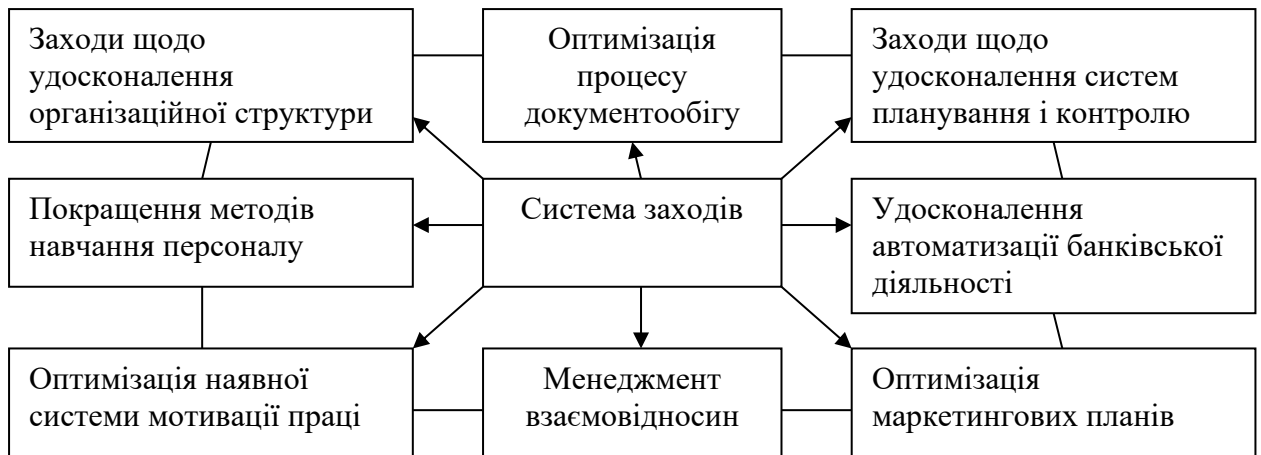 Заходи щодо
удосконалення
організаційної структури
Оптимізація
процесу
документообігу
Заходи щодо
удосконалення систем
планування і контролю
Покращення методів
навчання персоналу
Система заходів
Удосконалення
автоматизації банківської
діяльності
Оптимізація наявної
системи мотивації праці
Менеджмент
взаємовідносин
Оптимізація
маркетингових планів